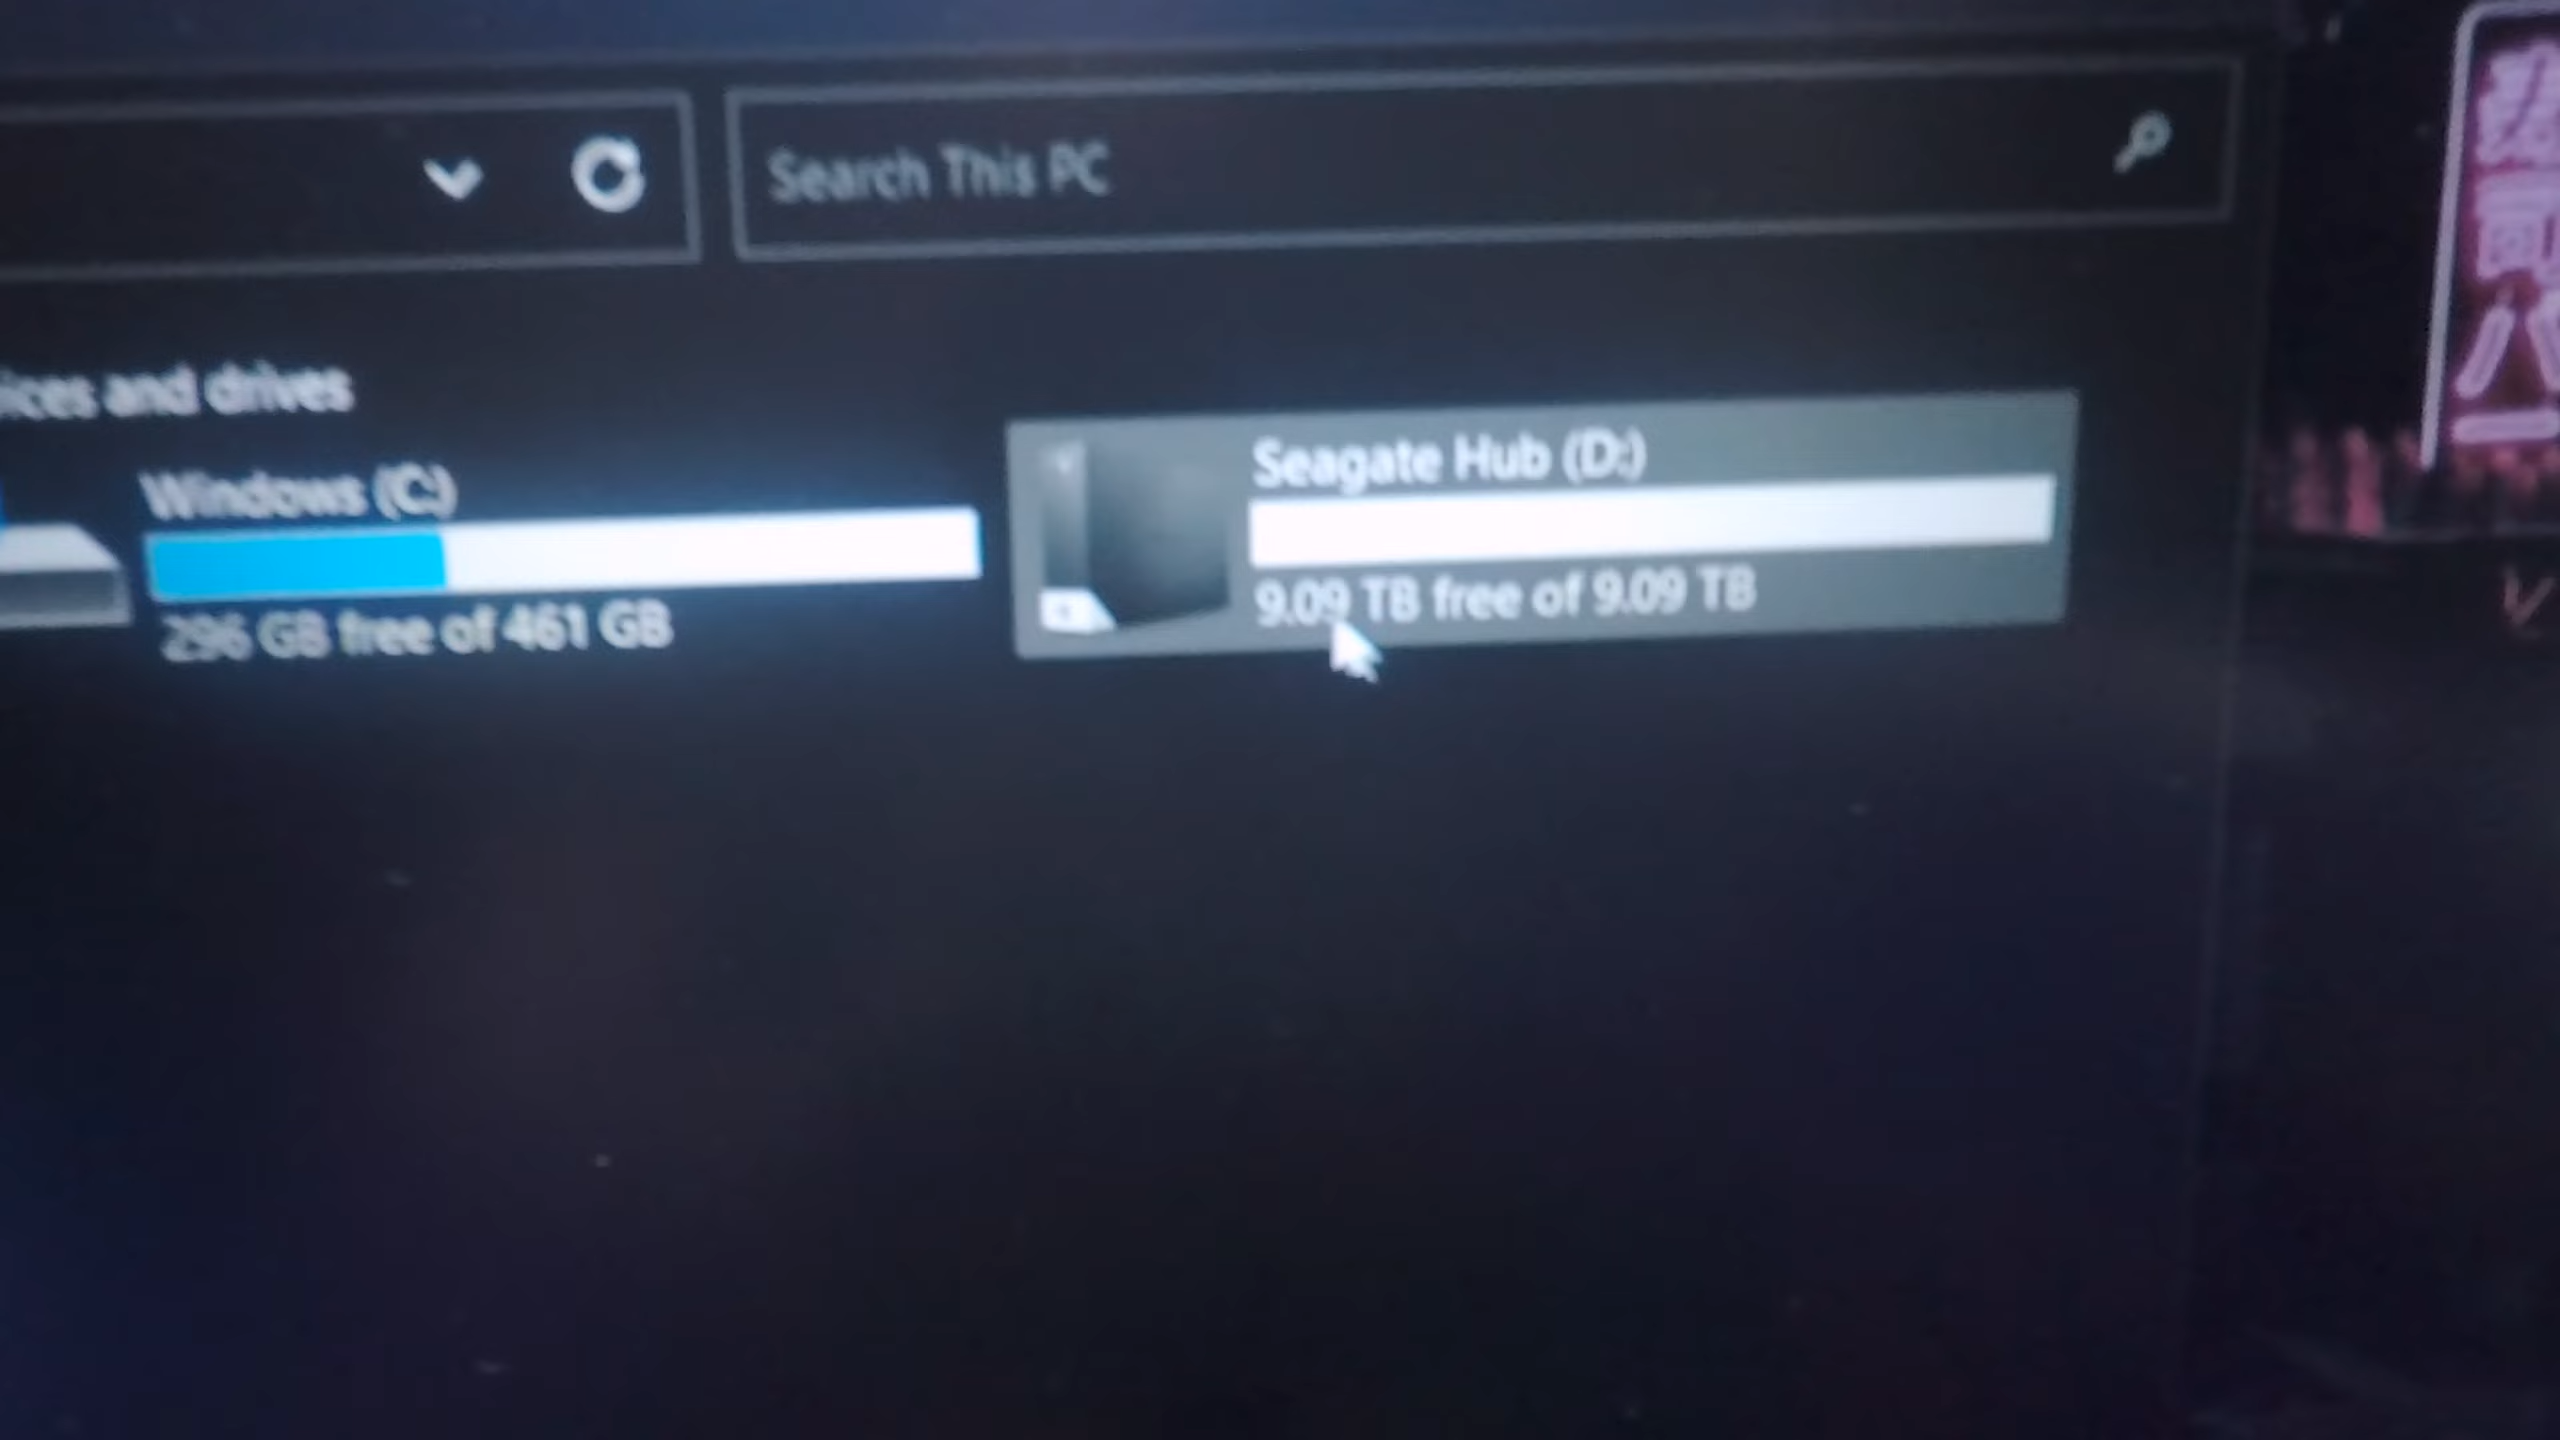 Search This PC
ices and drives
Windows (C:)
296 GB free of 461 GB
Seagate Hub (D:)
9.09 TB free of 9.09 TB